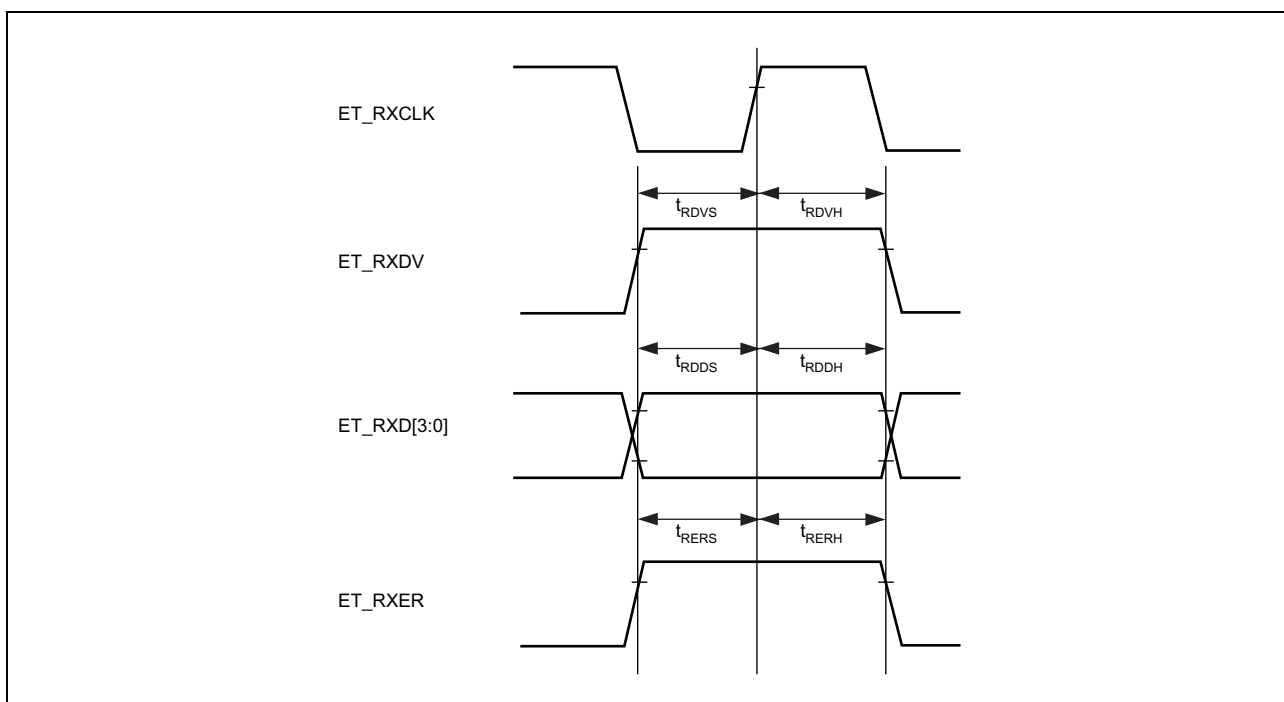 ET_RXCLK
t_RDVS t_RDVH
ET_RXDV
t_RDDS t_RDDH
ET_RXD[3:0]
t_RERS t_RERH
ET_RXER